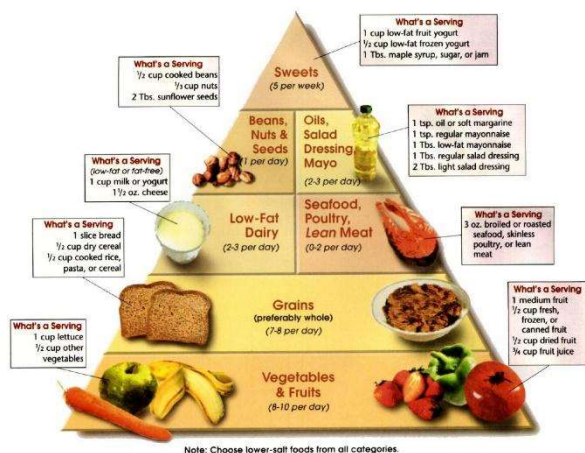 What's a Serving
1 cup low-fat fruit yogurt
½ cup low-fat frozen yogurt
1 Tbs. maple syrup, sugar, or jam
Sweets
(5 per week)
What's a Serving
½ cup cooked beans
⅓ cup nuts
2 Tbs. sunflower seeds
Beans,
Nuts &
Seeds
(1 per day)
Oils,
Salad
Dressing,
Mayo
(2-3 per day)
What's a Serving
1 tsp. oil or soft margarine
1 tsp. regular mayonnaise
1 Tbs. low-fat mayonnaise
1 Tbs. regular salad dressing
2 Tbs. light salad dressing
What's a Serving
(low-fat or fat-free)
1 cup milk or yogurt
1½ oz. cheese
Low-Fat
Dairy
(2-3 per day)
Seafood,
Poultry,
Lean Meat
(0-2 per day)
What's a Serving
3 oz. broiled or roasted
seafood, skinless
poultry, or lean
meat
What's a Serving
1 slice bread
½ cup dry cereal
½ cup cooked rice,
pasta, or cereal
Grains
(preferably whole)
(7-8 per day)
What's a Serving
1 cup lettuce
½ cup other
vegetables
Vegetables
& Fruits
(8-10 per day)
What's a Serving
1 medium fruit
½ cup fresh,
frozen, or
canned fruit
½ cup dried fruit
¾ cup fruit juice
Note: Choose lower-salt foods from all categories.